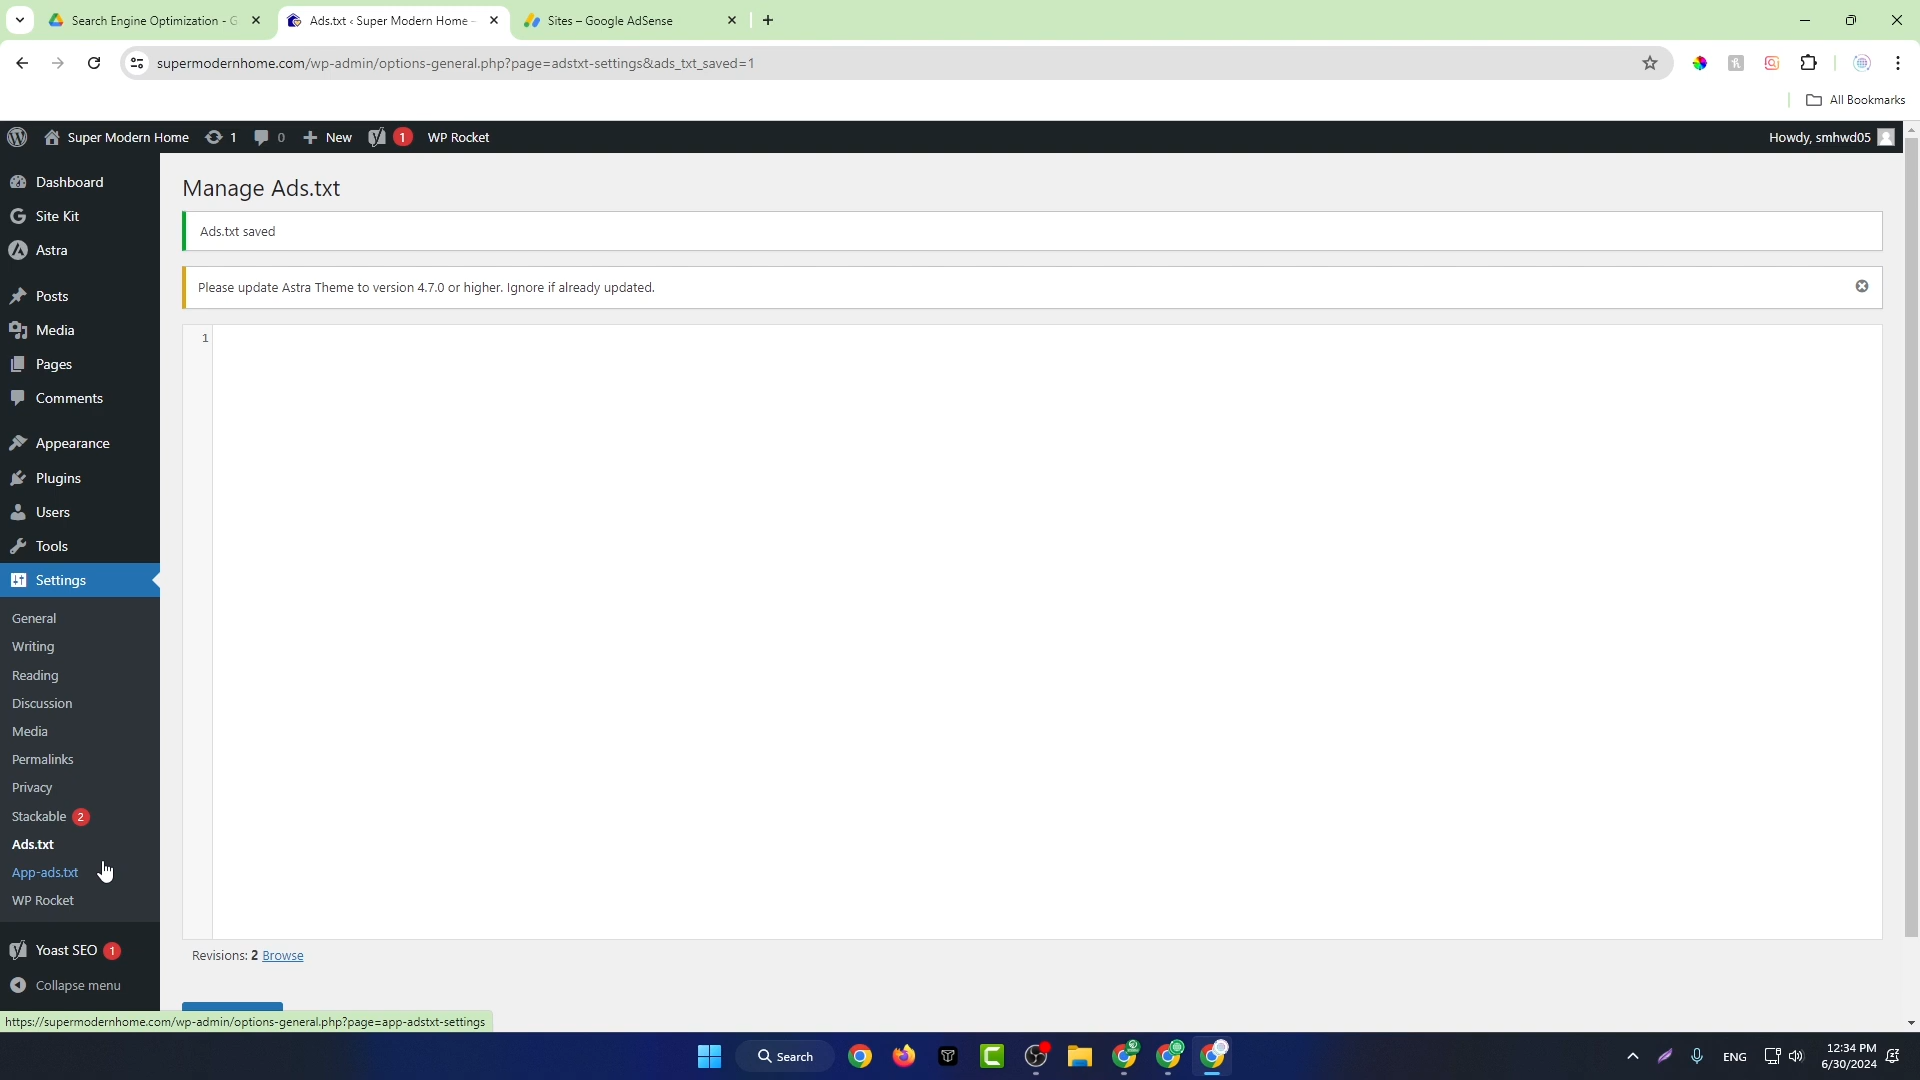 Search Engine Optimization - G
Ads.txt ‹ Super Modern Home –
Sites – Google AdSense
supermodernhome.com/wp-admin/options-general.php?page=adstxt-settings&ads_txt_saved=1
All Bookmarks
Super Modern Home
1
0
New
1
WP Rocket
Howdy, smhwd05
Dashboard
Site Kit
Astra
Posts
Media
Pages
Comments
Appearance
Plugins
Users
Tools
Settings
General
Writing
Reading
Discussion
Media
Permalinks
Privacy
Stackable 2
Ads.txt
App-ads.txt
WP Rocket
Yoast SEO 1
Collapse menu
Manage Ads.txt
Ads.txt saved
Please update Astra Theme to version 4.7.0 or higher. Ignore if already updated.
1
Revisions: 2 Browse
https://supermodernhome.com/wp-admin/options-general.php?page=app-adstxt-settings
Search
ENG
12:34 PM
6/30/2024